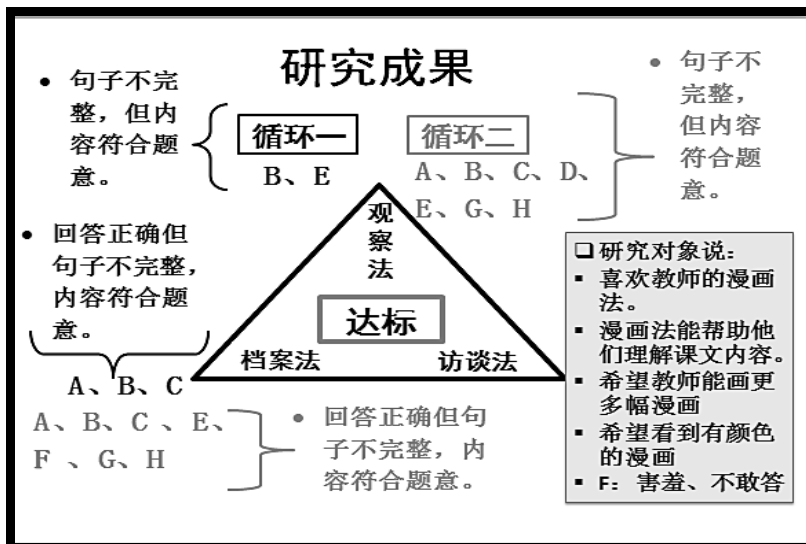 研究成果
• 句子不完
整，但内
容符合题
意。
循环一
B、E
循环二
A、B、C、D、
E、G、H
• 句子不
完整，
但内容
符合题
意。
• 回答正确但
句子不完整，
内容符合题
意。
A、B、C
A、B、C 、E、
F 、G、H
• 回答正确但句
子不完整，内
容符合题意。
观
察
法
达标
档案法
访谈法
❑研究对象说：
▪ 喜欢教师的漫画
法。
▪ 漫画法能帮助他
们理解课文内容。
▪ 希望教师能画更
多幅漫画
▪ 希望看到有颜色
的漫画
▪ F：害羞、不敢答